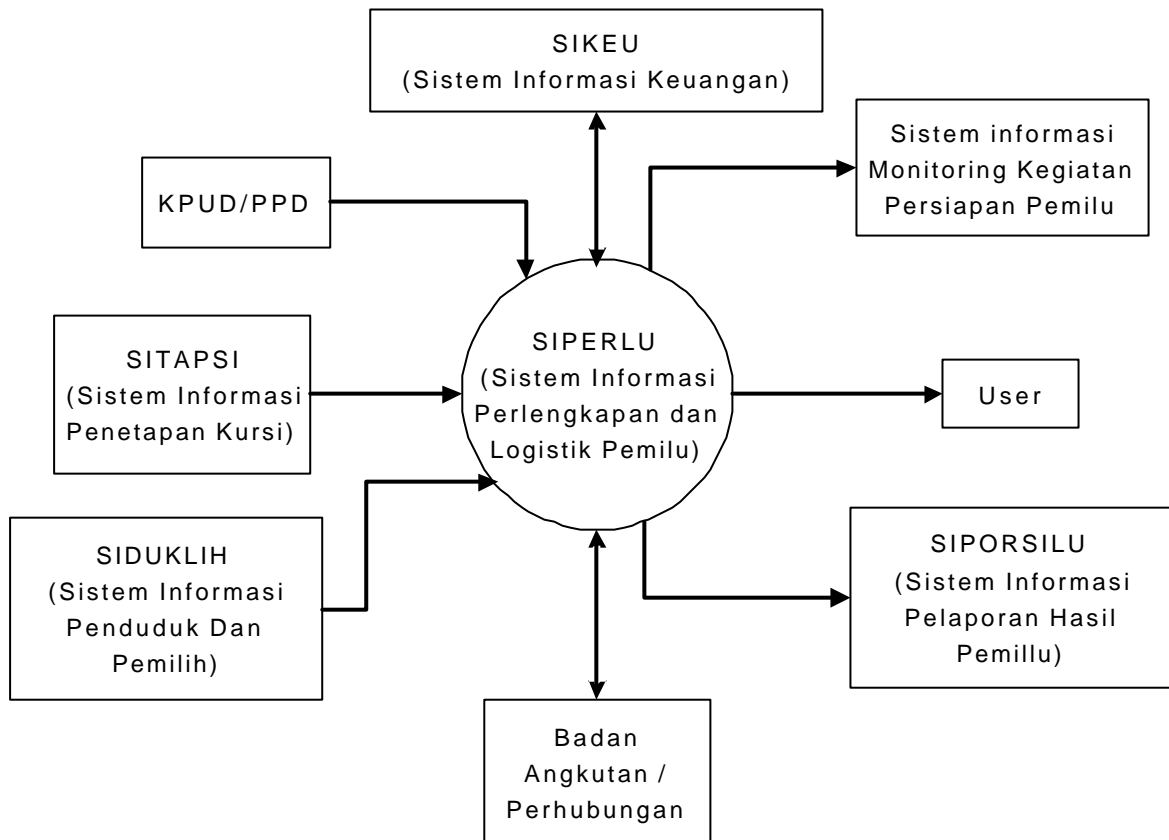 SIKEU
(Sistem Informasi Keuangan)
Sistem informasi
Monitoring Kegiatan
Persiapan Pemilu
KPUD/PPD
SITAPSI
(Sistem Informasi
Penetapan Kursi)
SIPERLU
(Sistem Informasi
Perlengkapan dan
Logistik Pemilu)
User
SIDUKLIH
(Sistem Informasi
Penduduk Dan
Pemilih)
SIPORSILU
(Sistem Informasi
Pelaporan Hasil
Pemillu)
Badan
Angkutan /
Perhubungan